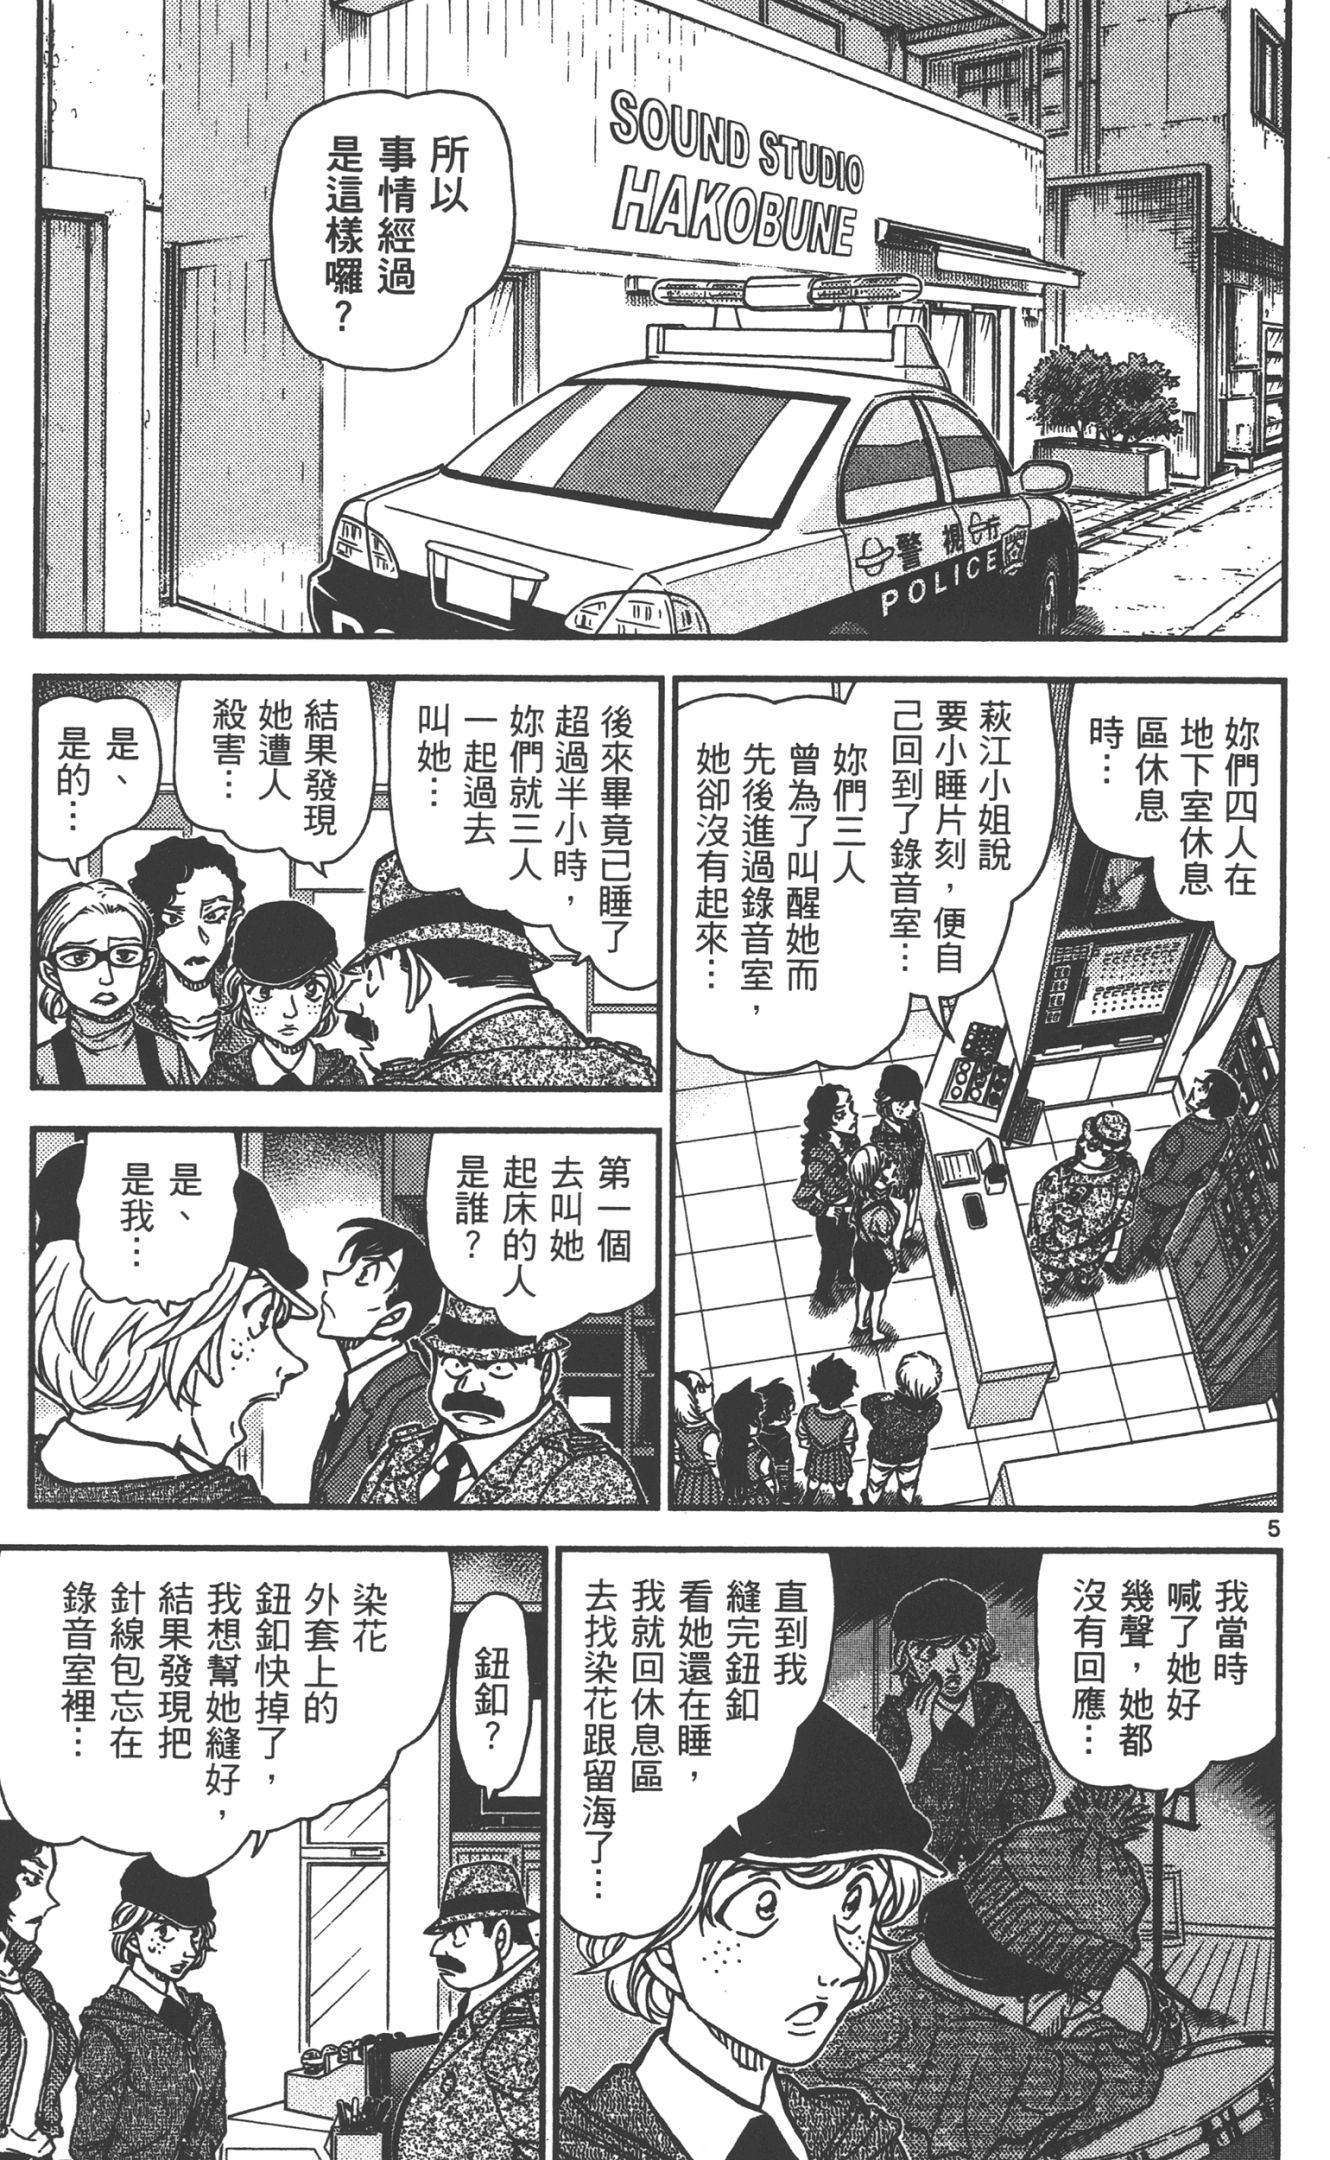 SOUND STUDIO
HAKOBUNE
所以
事情經過
是這樣囉？
警視庁
POLICE
妳們四人在
地下室休息
區休息
時…
萩江小姐說
要小睡片刻，便自
己回到了錄音室…
妳們三人
曾為了叫醒她而
先後進過錄音室，
她卻沒有起來…
後來畢竟已睡了
超過半小時，
妳們就三人
一起過去
叫她…
結果發現
她遭人
殺害…
是、
是的…
第一個
去叫她
起床的人
是誰？
是、
是我…
5
我當時
喊了她好
幾聲，她都
沒有回應…
直到我
縫完鈕釦
看她還在睡，
我就回休息區
去找染花跟留海了…
鈕釦？
染花
外套上的
鈕釦快掉了，
我想幫她縫好，
結果發現把
針線包忘在
錄音室裡…